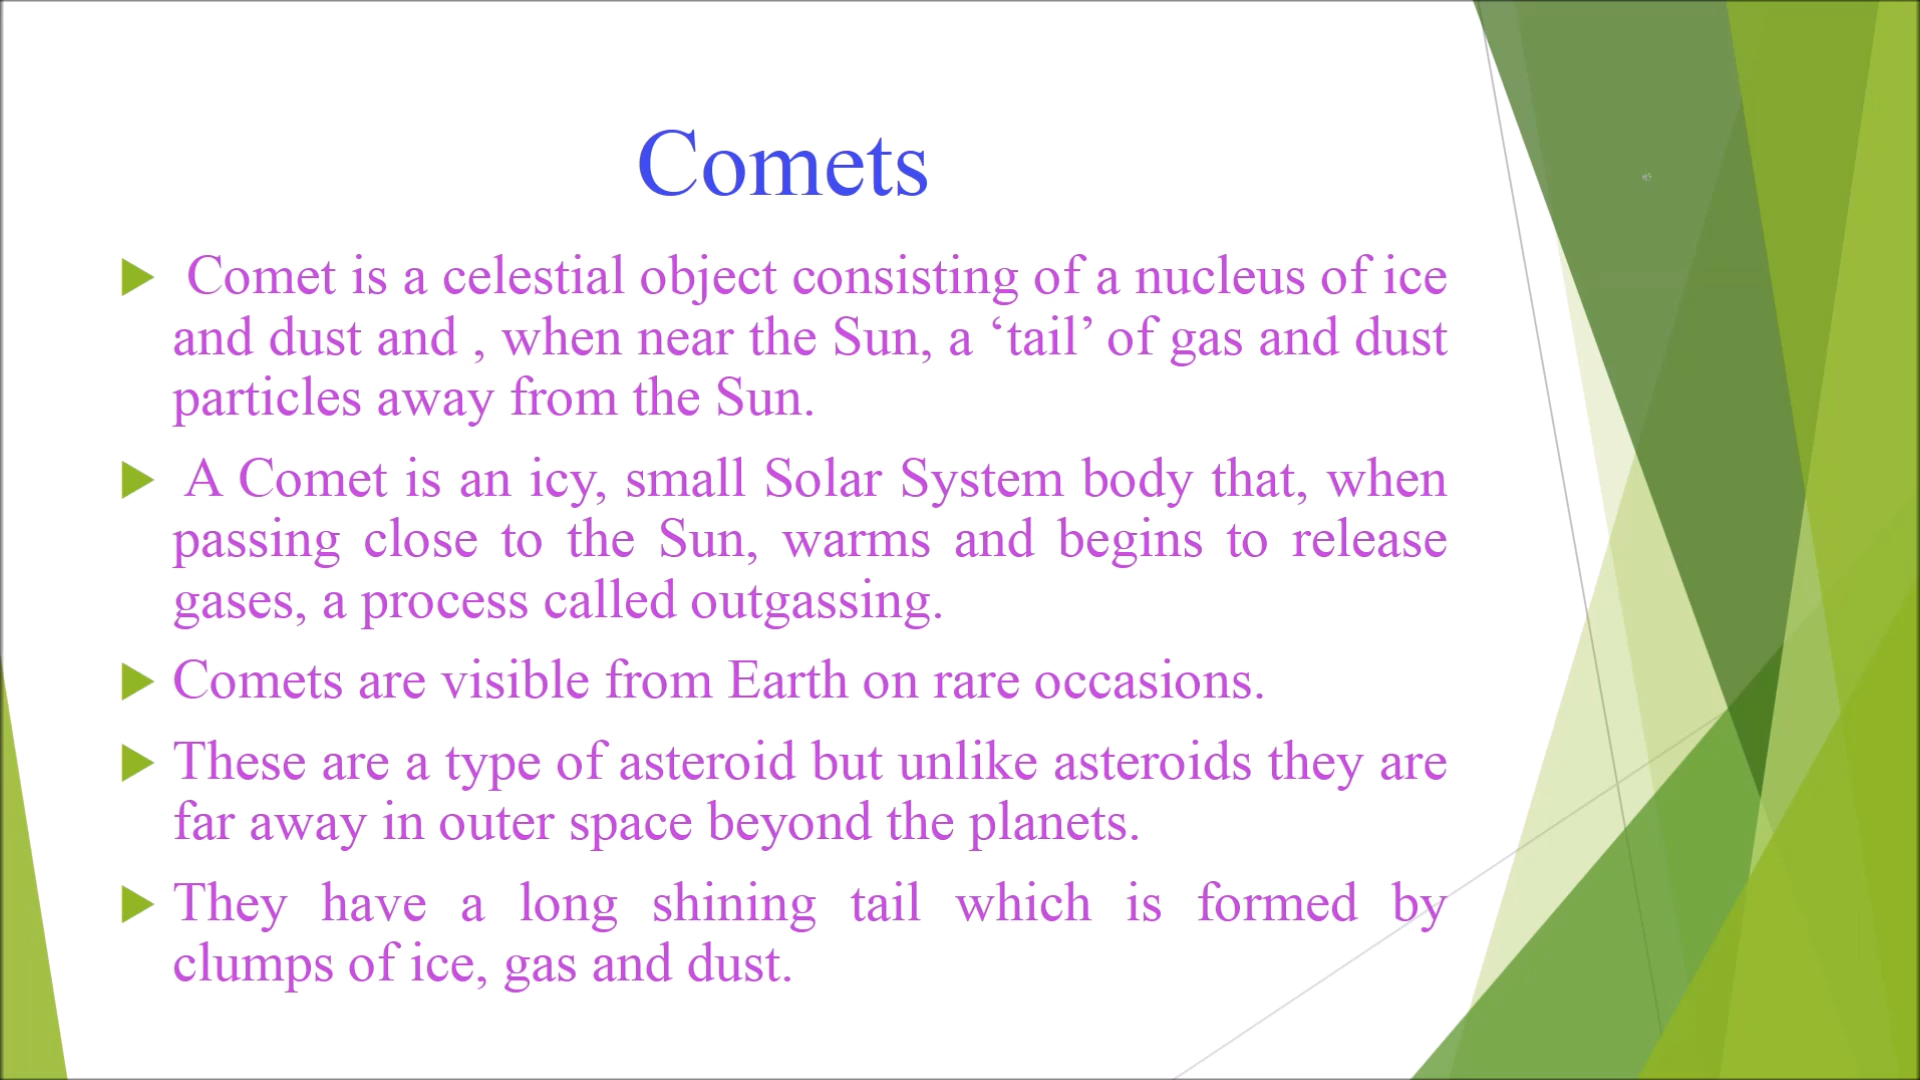 Comets
Comet is a celestial object consisting of a nucleus of ice
and dust and , when near the Sun, a ‘tail’ of gas and dust
particles away from the Sun.
A Comet is an icy, small Solar System body that, when
passing close to the Sun, warms and begins to release
gases, a process called outgassing.
Comets are visible from Earth on rare occasions.
These are a type of asteroid but unlike asteroids they are
far away in outer space beyond the planets.
They have a long shining tail which is formed by
clumps of ice, gas and dust.